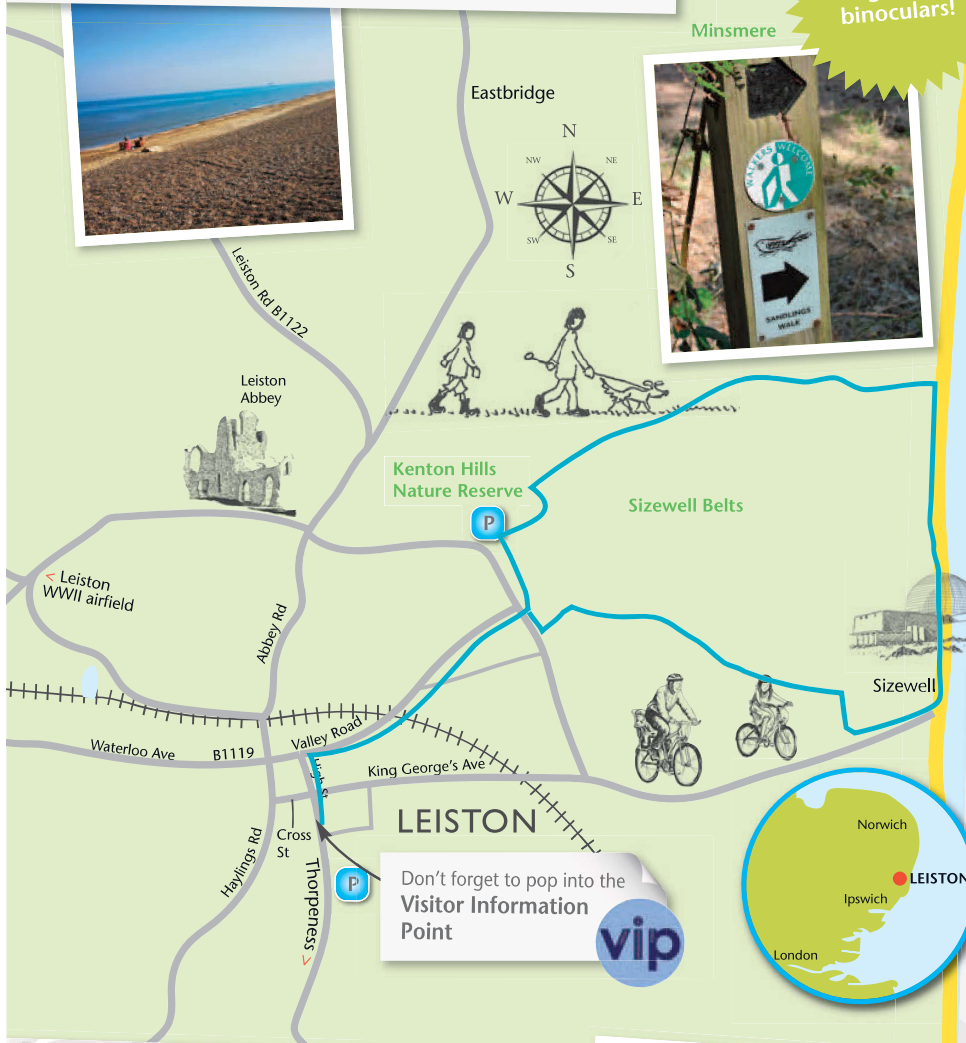 binoculars!
Minsmere
Eastbridge
N
NW
NE
W
E
SW
SE
S
WALKERS WELCOME
SANDLINGS
WALK
Leiston Rd B1122
Leiston
Abbey
Kenton Hills
Nature Reserve
P
Sizewell Belts
< Leiston
WWII airfield
Abbey Rd
Sizewell
Waterloo Ave
B1119
Valley Road
High St
King George's Ave
LEISTON
Cross
St
Haylings Rd
Thorpeness >
P
Don't forget to pop into the
Visitor Information
Point
vip
Norwich
LEISTON
Ipswich
London